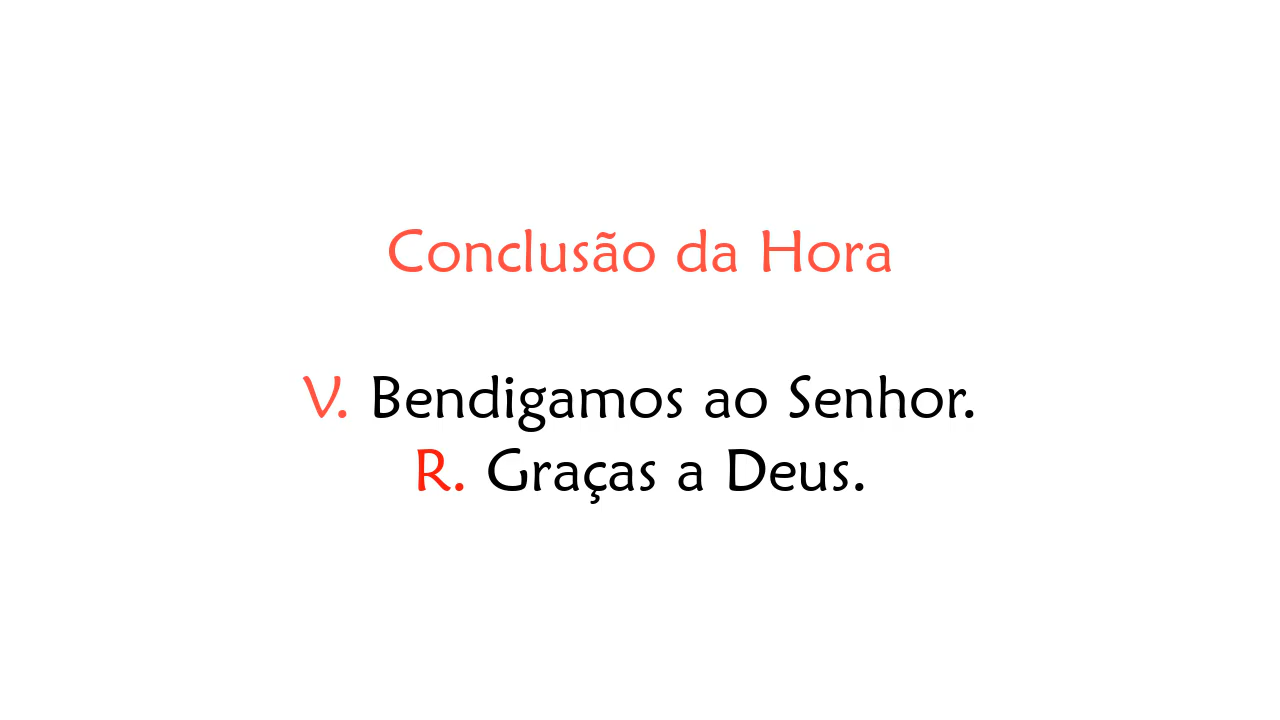 Conclusão da Hora
V. Bendigamos ao Senhor.
R. Graças a Deus.